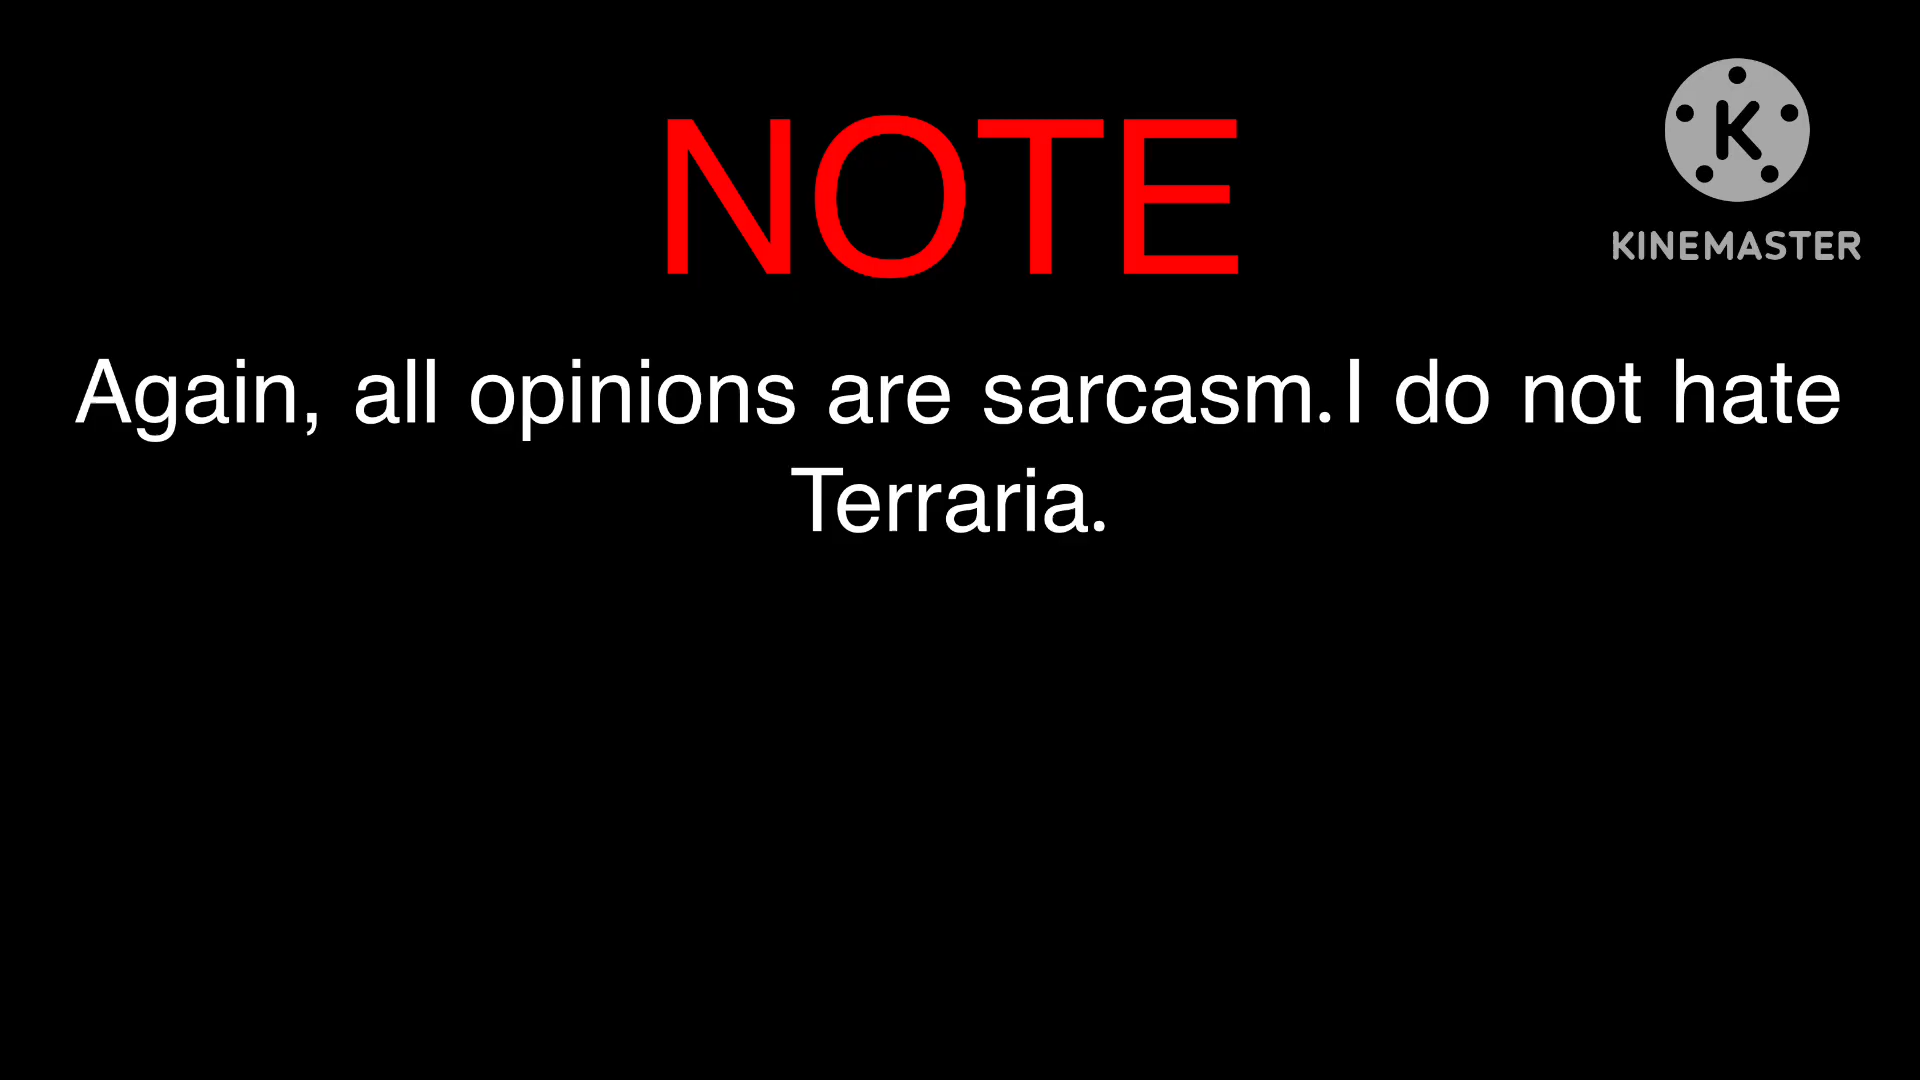 NOTE
K
KINEMASTER
Again, all opinions are sarcasm.I do not hate
Terraria.